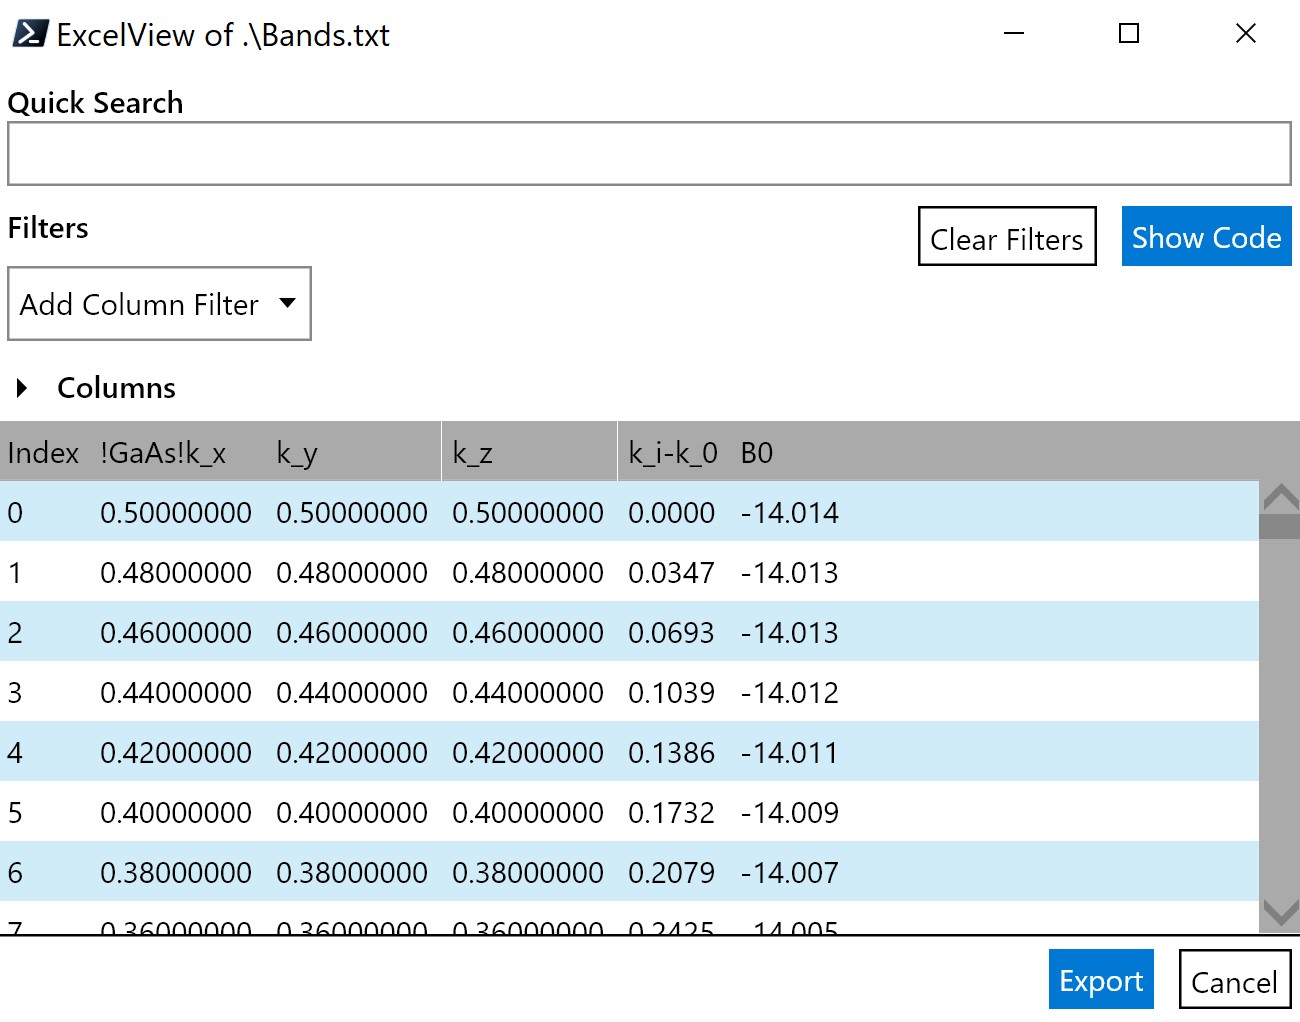 ExcelView of .\Bands.txt
Quick Search
Filters
Clear Filters
Show Code
Add Column Filter
Columns
Index !GaAs!k_x k_y k_z k_i-k_0 B0
0 0.50000000 0.50000000 0.50000000 0.0000 -14.014
1 0.48000000 0.48000000 0.48000000 0.0347 -14.013
2 0.46000000 0.46000000 0.46000000 0.0693 -14.013
3 0.44000000 0.44000000 0.44000000 0.1039 -14.012
4 0.42000000 0.42000000 0.42000000 0.1386 -14.011
5 0.40000000 0.40000000 0.40000000 0.1732 -14.009
6 0.38000000 0.38000000 0.38000000 0.2079 -14.007
7 0.36000000 0.36000000 0.36000000 0.2425 -14.005
Export
Cancel